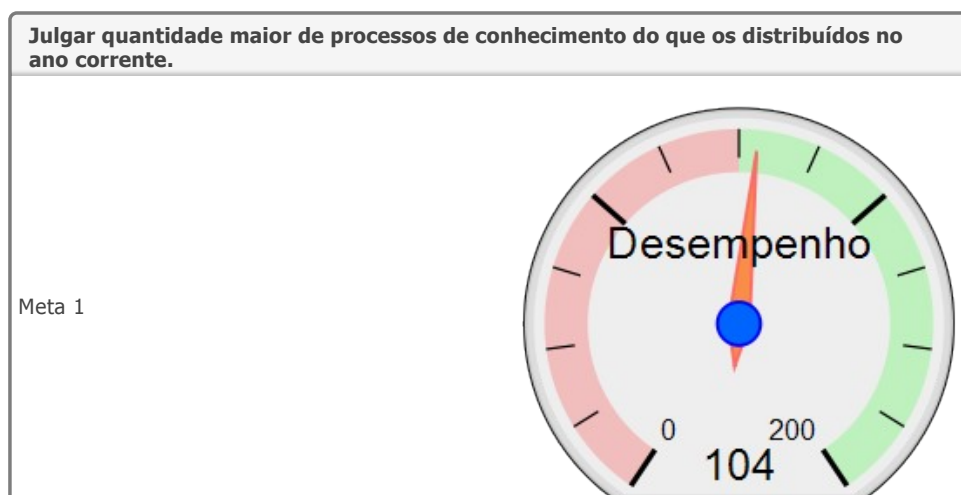 Julgar quantidade maior de processos de conhecimento do que os distribuídos no
ano corrente.
Meta 1
Desempenho
0
200
104